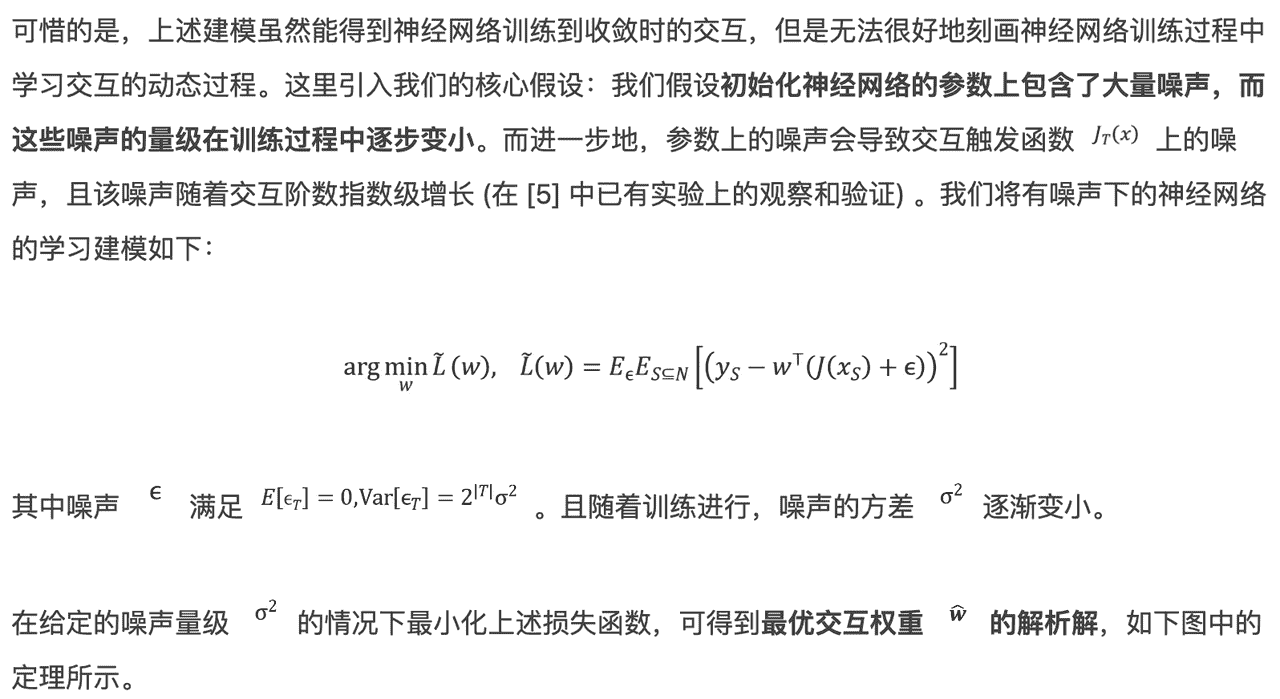 可惜的是，上述建模虽然能得到神经网络训练到收敛时的交互，但是无法很好地刻画神经网络训练过程中
学习交互的动态过程。这里引入我们的核心假设：我们假设初始化神经网络的参数上包含了大量噪声，而
这些噪声的量级在训练过程中逐步变小。而进一步地，参数上的噪声会导致交互触发函数 J_T(x) 上的噪
声，且该噪声随着交互阶数指数级增长 (在 [5] 中已有实验上的观察和验证) 。我们将有噪声下的神经网络
的学习建模如下：
arg min_w L̃(w), L̃(w) = E_ϵE_{S⊆N}[(y_S − w^⊤(J(x_S) + ϵ))^2]
其中噪声 ϵ 满足 E[ϵ_T] = 0,Var[ϵ_T] = 2^{|T|}σ^2 。且随着训练进行，噪声的方差 σ^2 逐渐变小。
在给定的噪声量级 σ^2 的情况下最小化上述损失函数，可得到最优交互权重 ŵ 的解析解，如下图中的
定理所示。